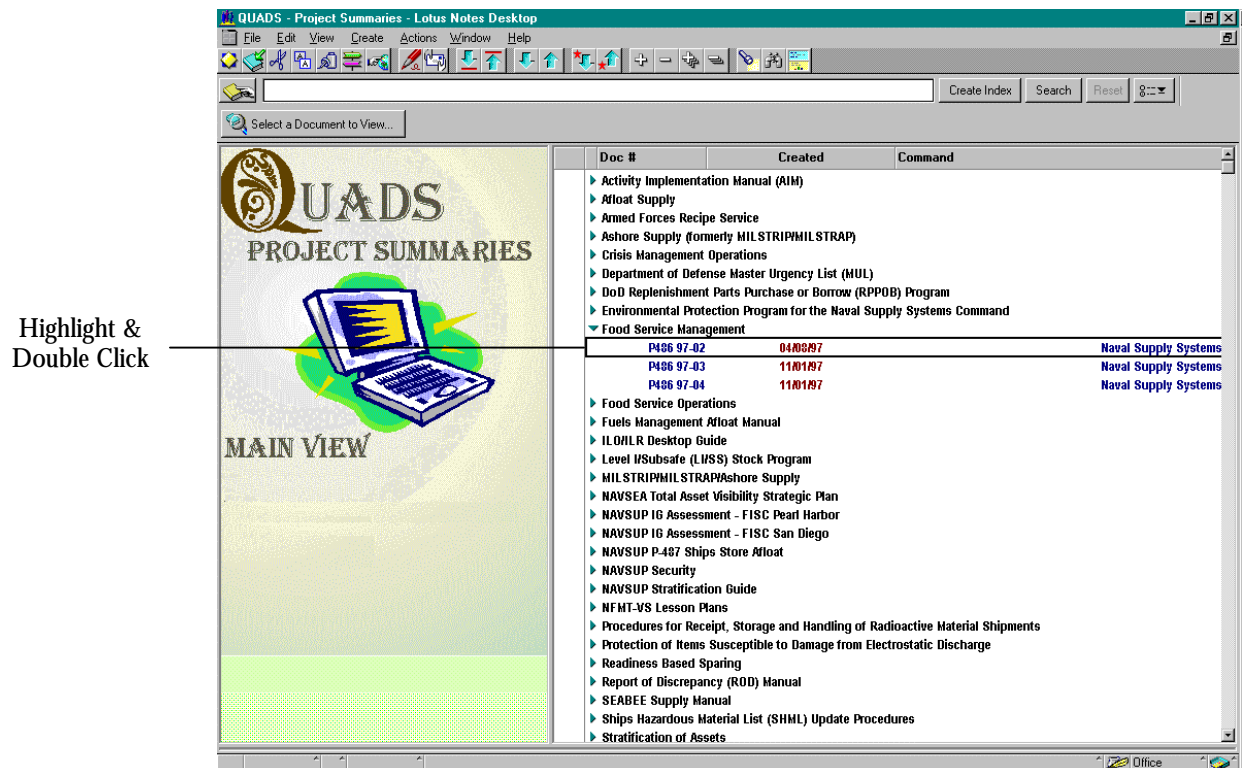 QUADS - Project Summaries - Lotus Notes Desktop
File Edit View Create Actions Window Help
Create Index Search Reset
Select a Document to View...
QUADS
PROJECT SUMMARIES
MAIN VIEW
Highlight &
Double Click
Doc # Created Command
Activity Implementation Manual (AIM)
Afloat Supply
Armed Forces Recipe Service
Ashore Supply (formerly MILSTRIP/MILSTRAP)
Crisis Management Operations
Department of Defense Master Urgency List (MUL)
DoD Replenishment Parts Purchase or Borrow (RPPOB) Program
Environmental Protection Program for the Naval Supply Systems Command
Food Service Management
P486 97-02 04/08/97 Naval Supply Systems
P486 97-03 11/01/97 Naval Supply Systems
P486 97-04 11/01/97 Naval Supply Systems
Food Service Operations
Fuels Management Afloat Manual
ILO/ILR Desktop Guide
Level I/Subsafe (LI/SS) Stock Program
MILSTRIP/MILSTRAP/Ashore Supply
NAVSEA Total Asset Visibility Strategic Plan
NAVSUP IG Assessment - FISC Pearl Harbor
NAVSUP IG Assessment - FISC San Diego
NAVSUP P-487 Ships Store Afloat
NAVSUP Security
NAVSUP Stratification Guide
NFMT-VS Lesson Plans
Procedures for Receipt, Storage and Handling of Radioactive Material Shipments
Protection of Items Susceptible to Damage from Electrostatic Discharge
Readiness Based Sparing
Report of Discrepancy (ROD) Manual
SEABEE Supply Manual
Ships Hazardous Material List (SHML) Update Procedures
Stratification of Assets
Office